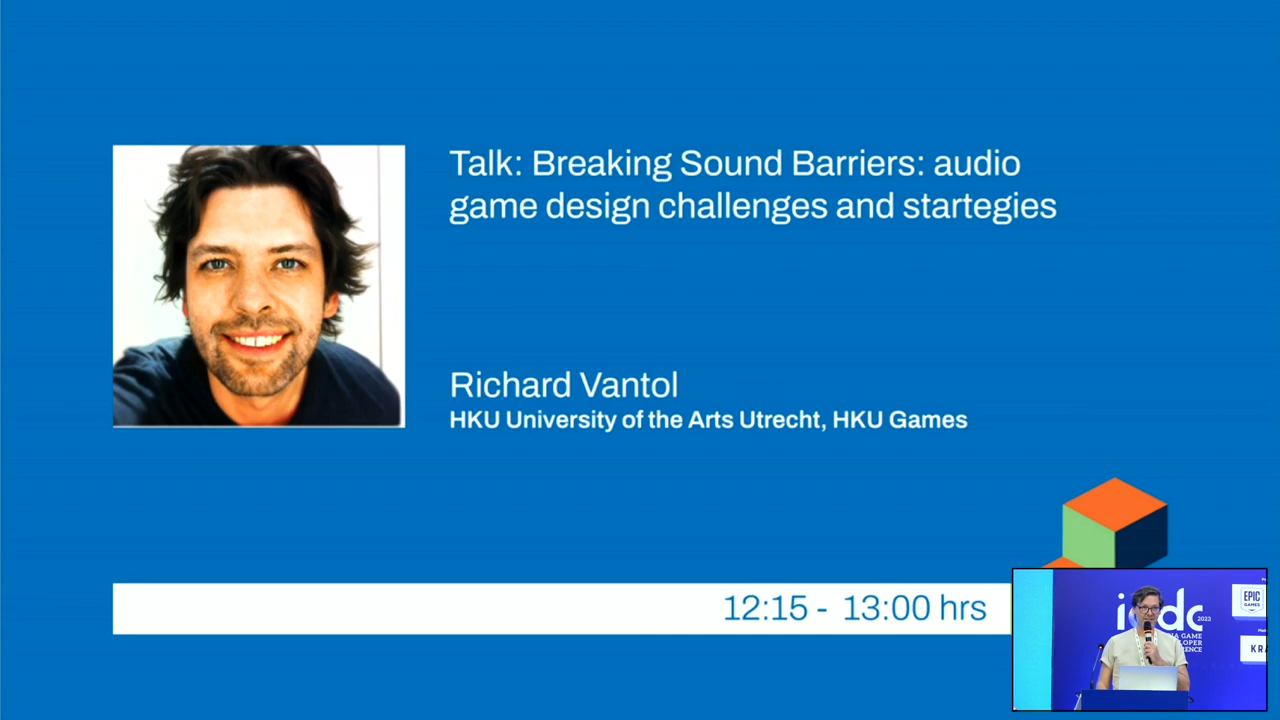 Talk: Breaking Sound Barriers: audio
game design challenges and startegies
Richard Vantol
HKU University of the Arts Utrecht, HKU Games
12:15 - 13:00 hrs
2023
EPIC
GAMES